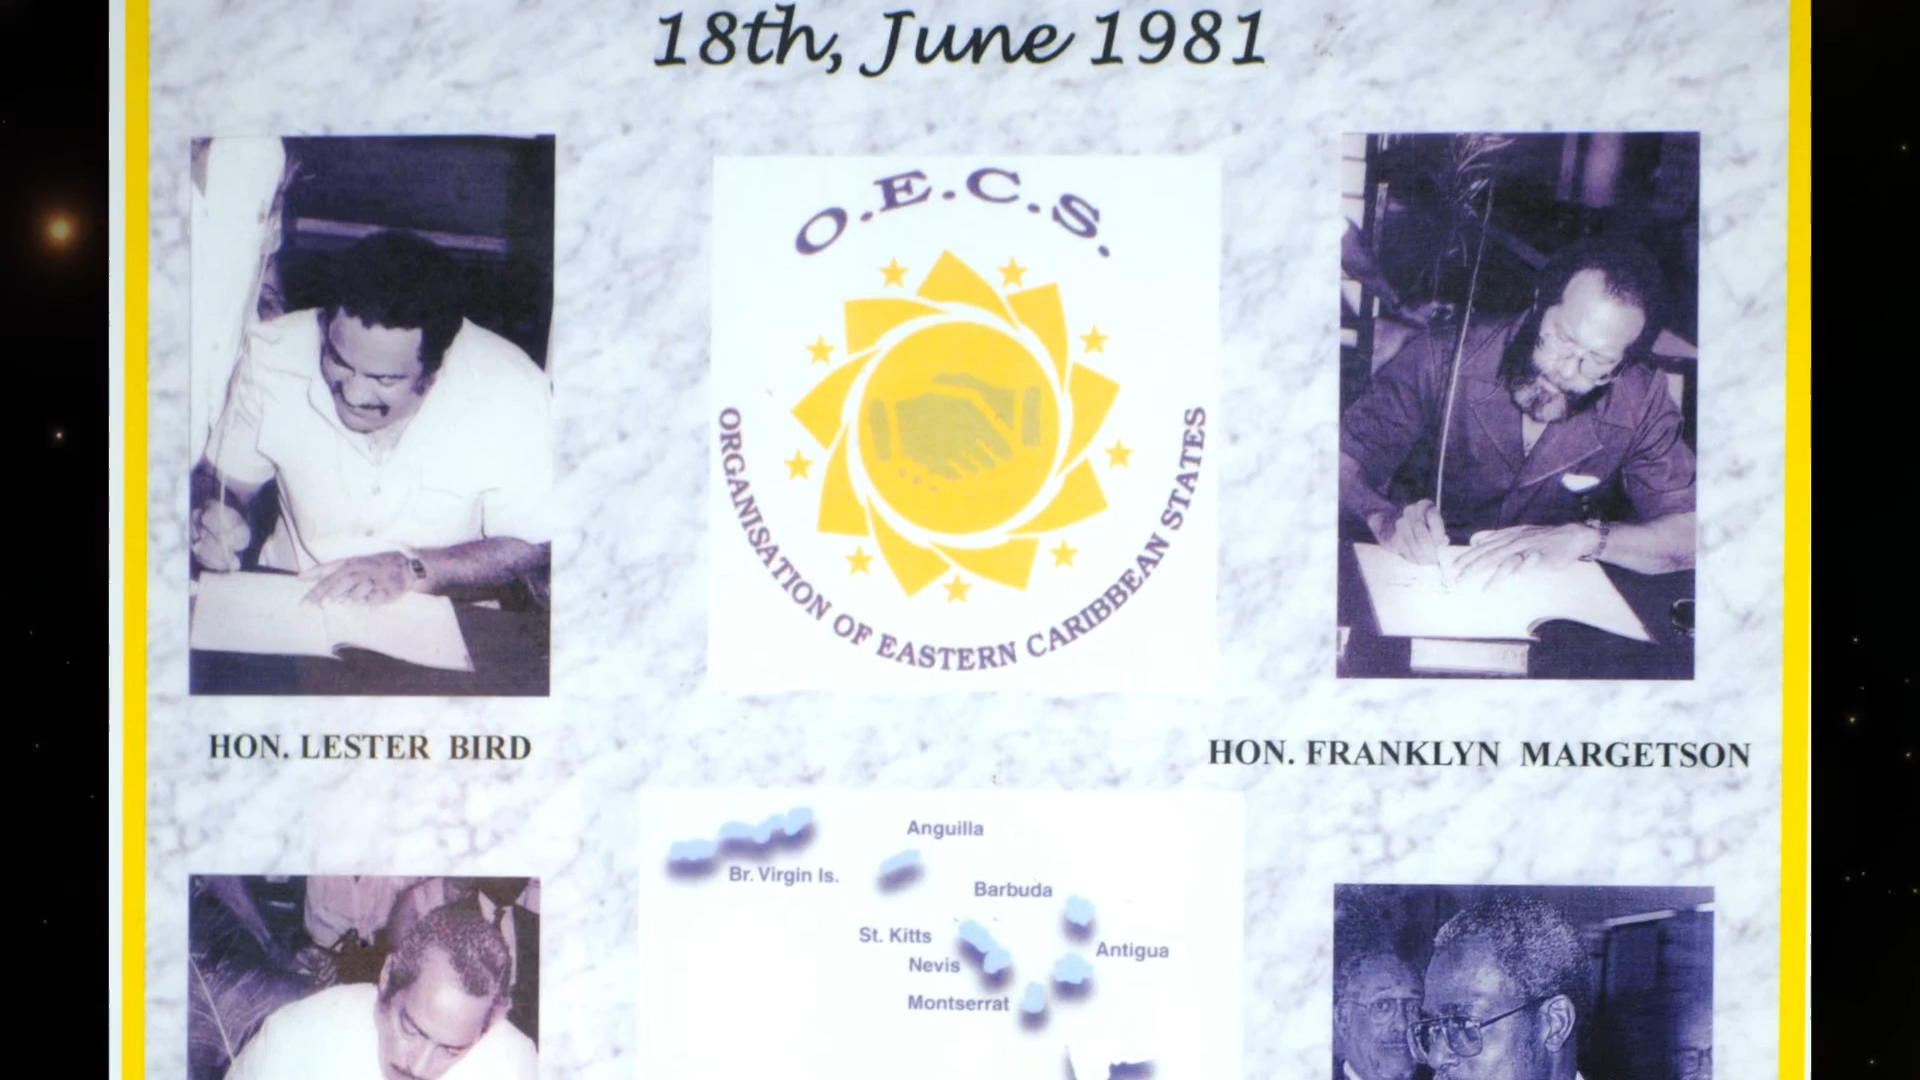 18th, June 1981
O.E.C.S.
ORGANISATION OF EASTERN CARIBBEAN STATES
HON. LESTER  BIRD
HON. FRANKLYN  MARGETSON
Anguilla
Br. Virgin Is.
Barbuda
St. Kitts
Antigua
Nevis
Montserrat